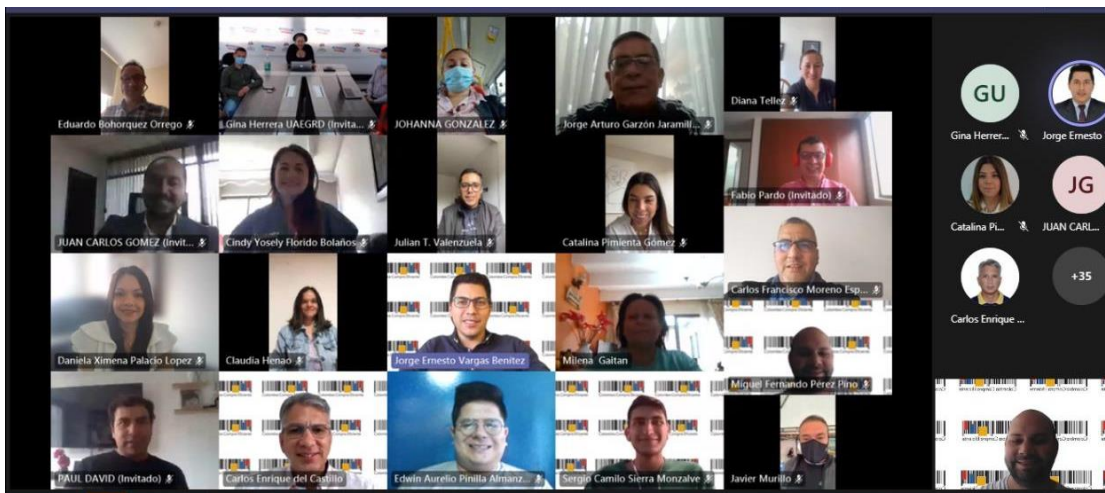 Eduardo Bohorquez Orrego
Gina Herrera UAEGRD (Invita...
JOHANNA GONZALEZ
Jorge Arturo Garzón Jaramill...
Diana Tellez
JUAN CARLOS GOMEZ (Invit...
Cindy Yosely Florido Bolaños
Julian T. Valenzuela
Catalina Pimienta Gómez
Fabio Pardo (Invitado)
Daniela Ximena Palacio Lopez
Claudia Henao
Jorge Ernesto Vargas Benítez
Milena Gaitan
Carlos Francisco Moreno Esp...
Miguel Fernando Pérez Pino
PAUL DAVID (Invitado)
Carlos Enrique del Castillo
Edwin Aurelio Pinilla Almanz...
Sergio Camilo Sierra Monzalve
Javier Murillo
GU
Gina Herrer...
Jorge Ernesto
Catalina Pi...
JG
JUAN CARL...
Carlos Enrique ...
+35